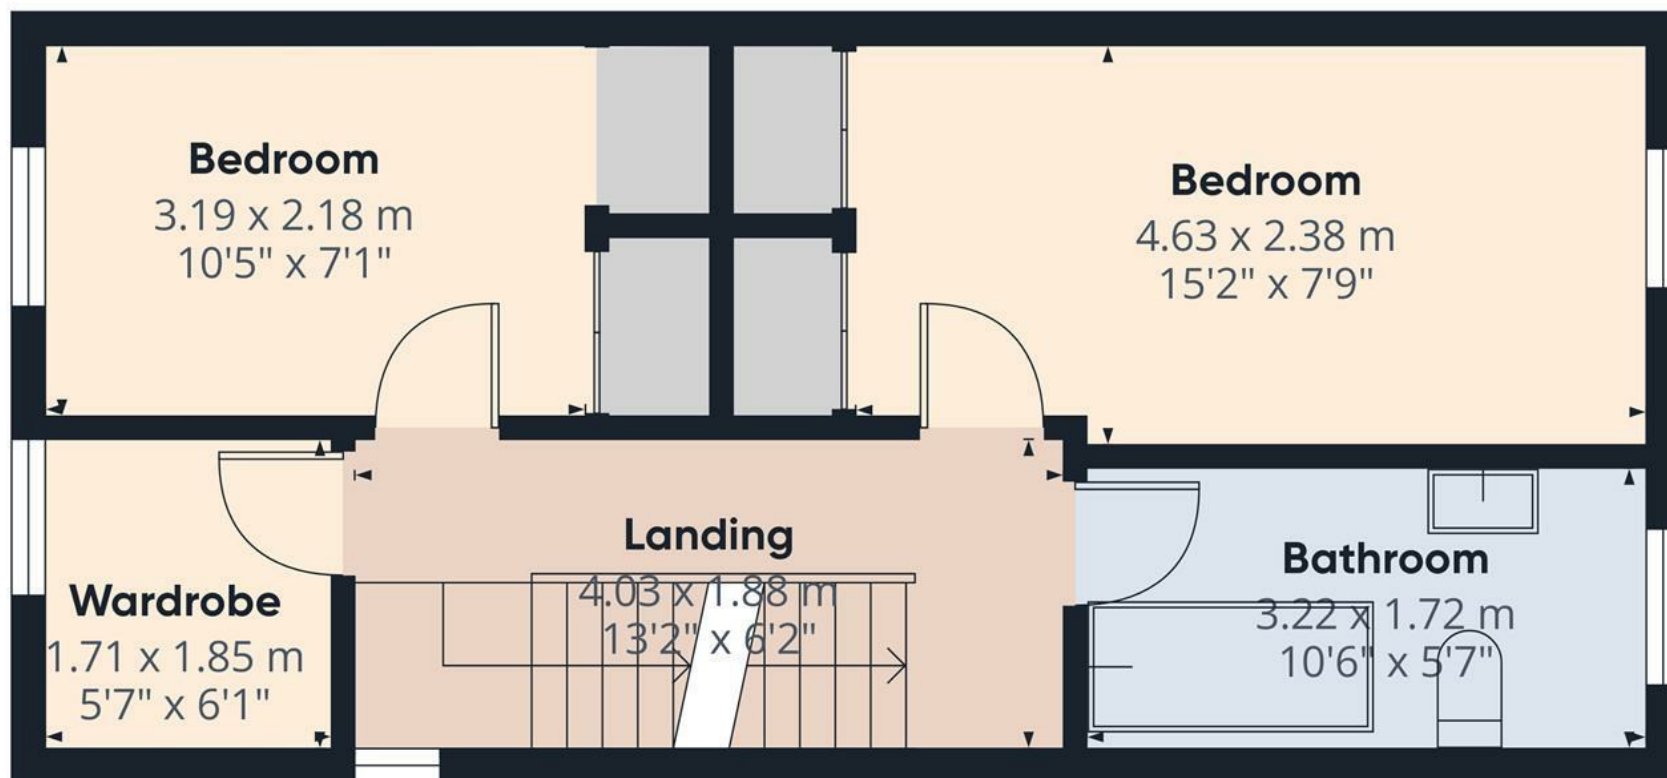 Bedroom
3.19 x 2.18 m
10'5" x 7'1"
Bedroom
4.63 x 2.38 m
15'2" x 7'9"
Landing
4.03 x 1.88 m
13'2" x 6'2"
Wardrobe
1.71 x 1.85 m
5'7" x 6'1"
Bathroom
3.22 x 1.72 m
10'6" x 5'7"